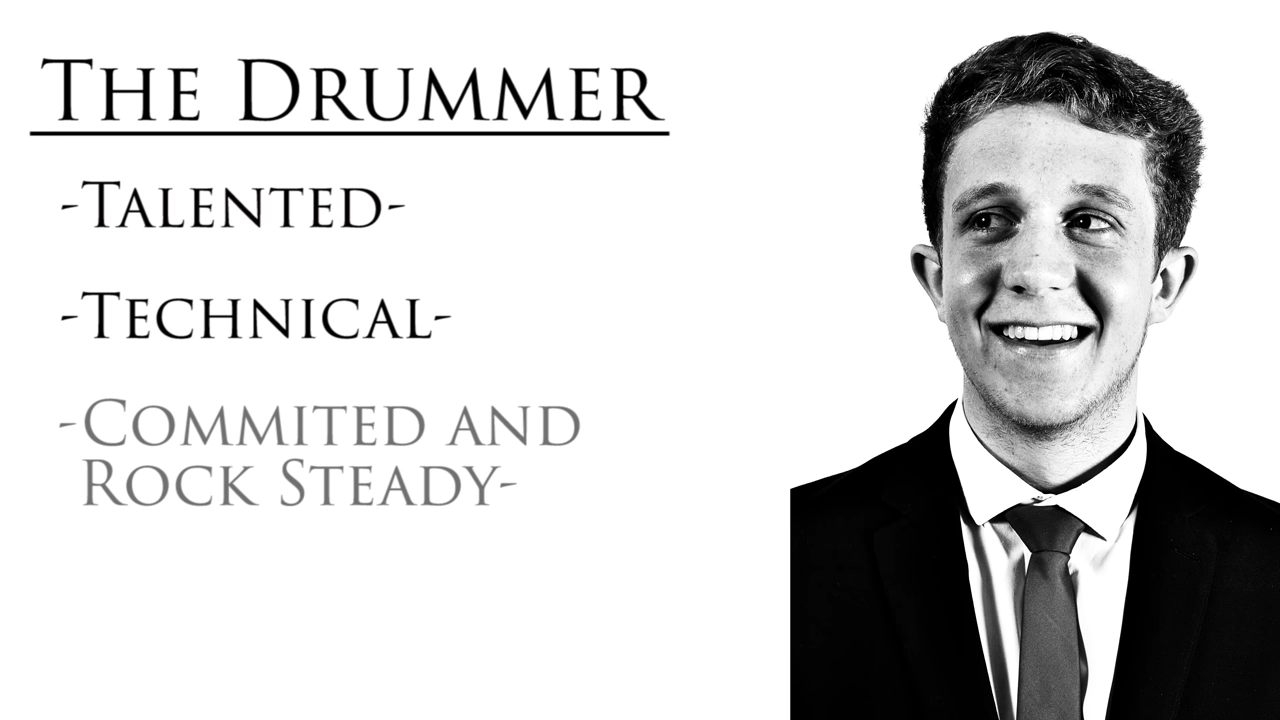 The Drummer
-Talented-
-Technical-
-Commited and
Rock Steady-